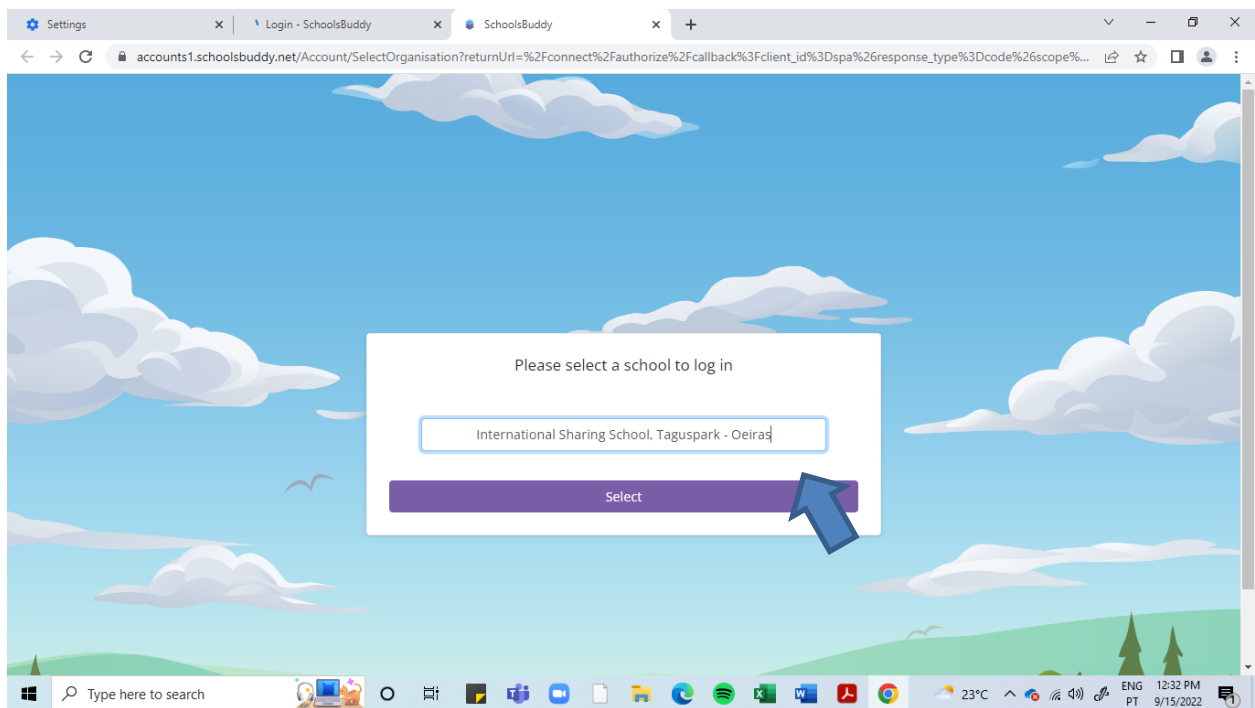 Settings
Login - SchoolsBuddy
SchoolsBuddy
accounts1.schoolsbuddy.net/Account/SelectOrganisation?returnUrl=%2Fconnect%2Fauthorize%2Fcallback%3Fclient_id%3Dspa%26response_type%3Dcode%26scope%...
Please select a school to log in
International Sharing School, Taguspark - Oeiras
Select
Type here to search
23°C
ENG
PT
12:32 PM
9/15/2022
1